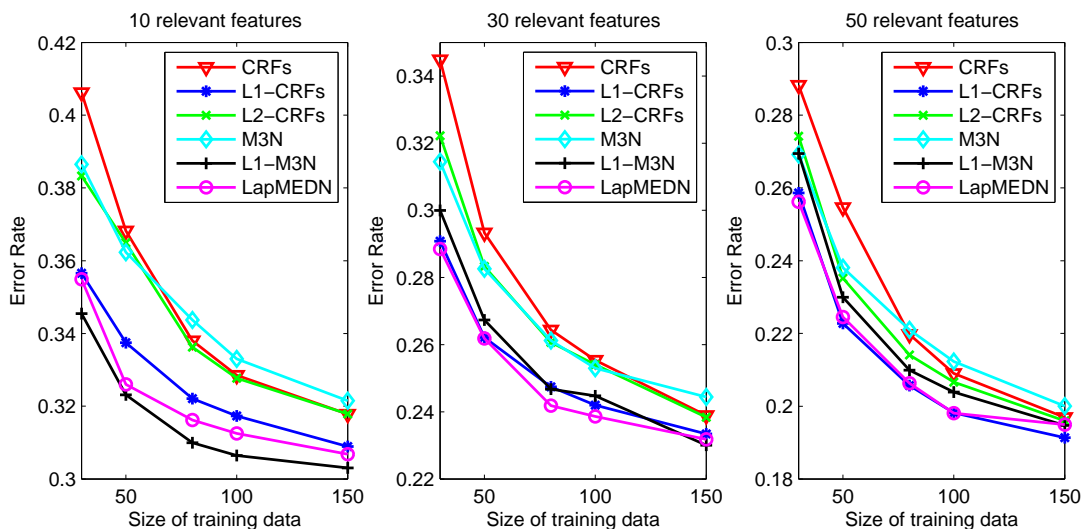 10 relevant features
0.42
0.4
0.38
0.36
0.34
0.32
0.3
Error Rate
50
100
150
Size of training data
CRFs
L1−CRFs
L2−CRFs
M3N
L1−M3N
LapMEDN
30 relevant features
0.34
0.32
0.3
0.28
0.26
0.24
0.22
Error Rate
50
100
150
Size of training data
CRFs
L1−CRFs
L2−CRFs
M3N
L1−M3N
LapMEDN
50 relevant features
0.3
0.28
0.26
0.24
0.22
0.2
0.18
Error Rate
50
100
150
Size of training data
CRFs
L1−CRFs
L2−CRFs
M3N
L1−M3N
LapMEDN